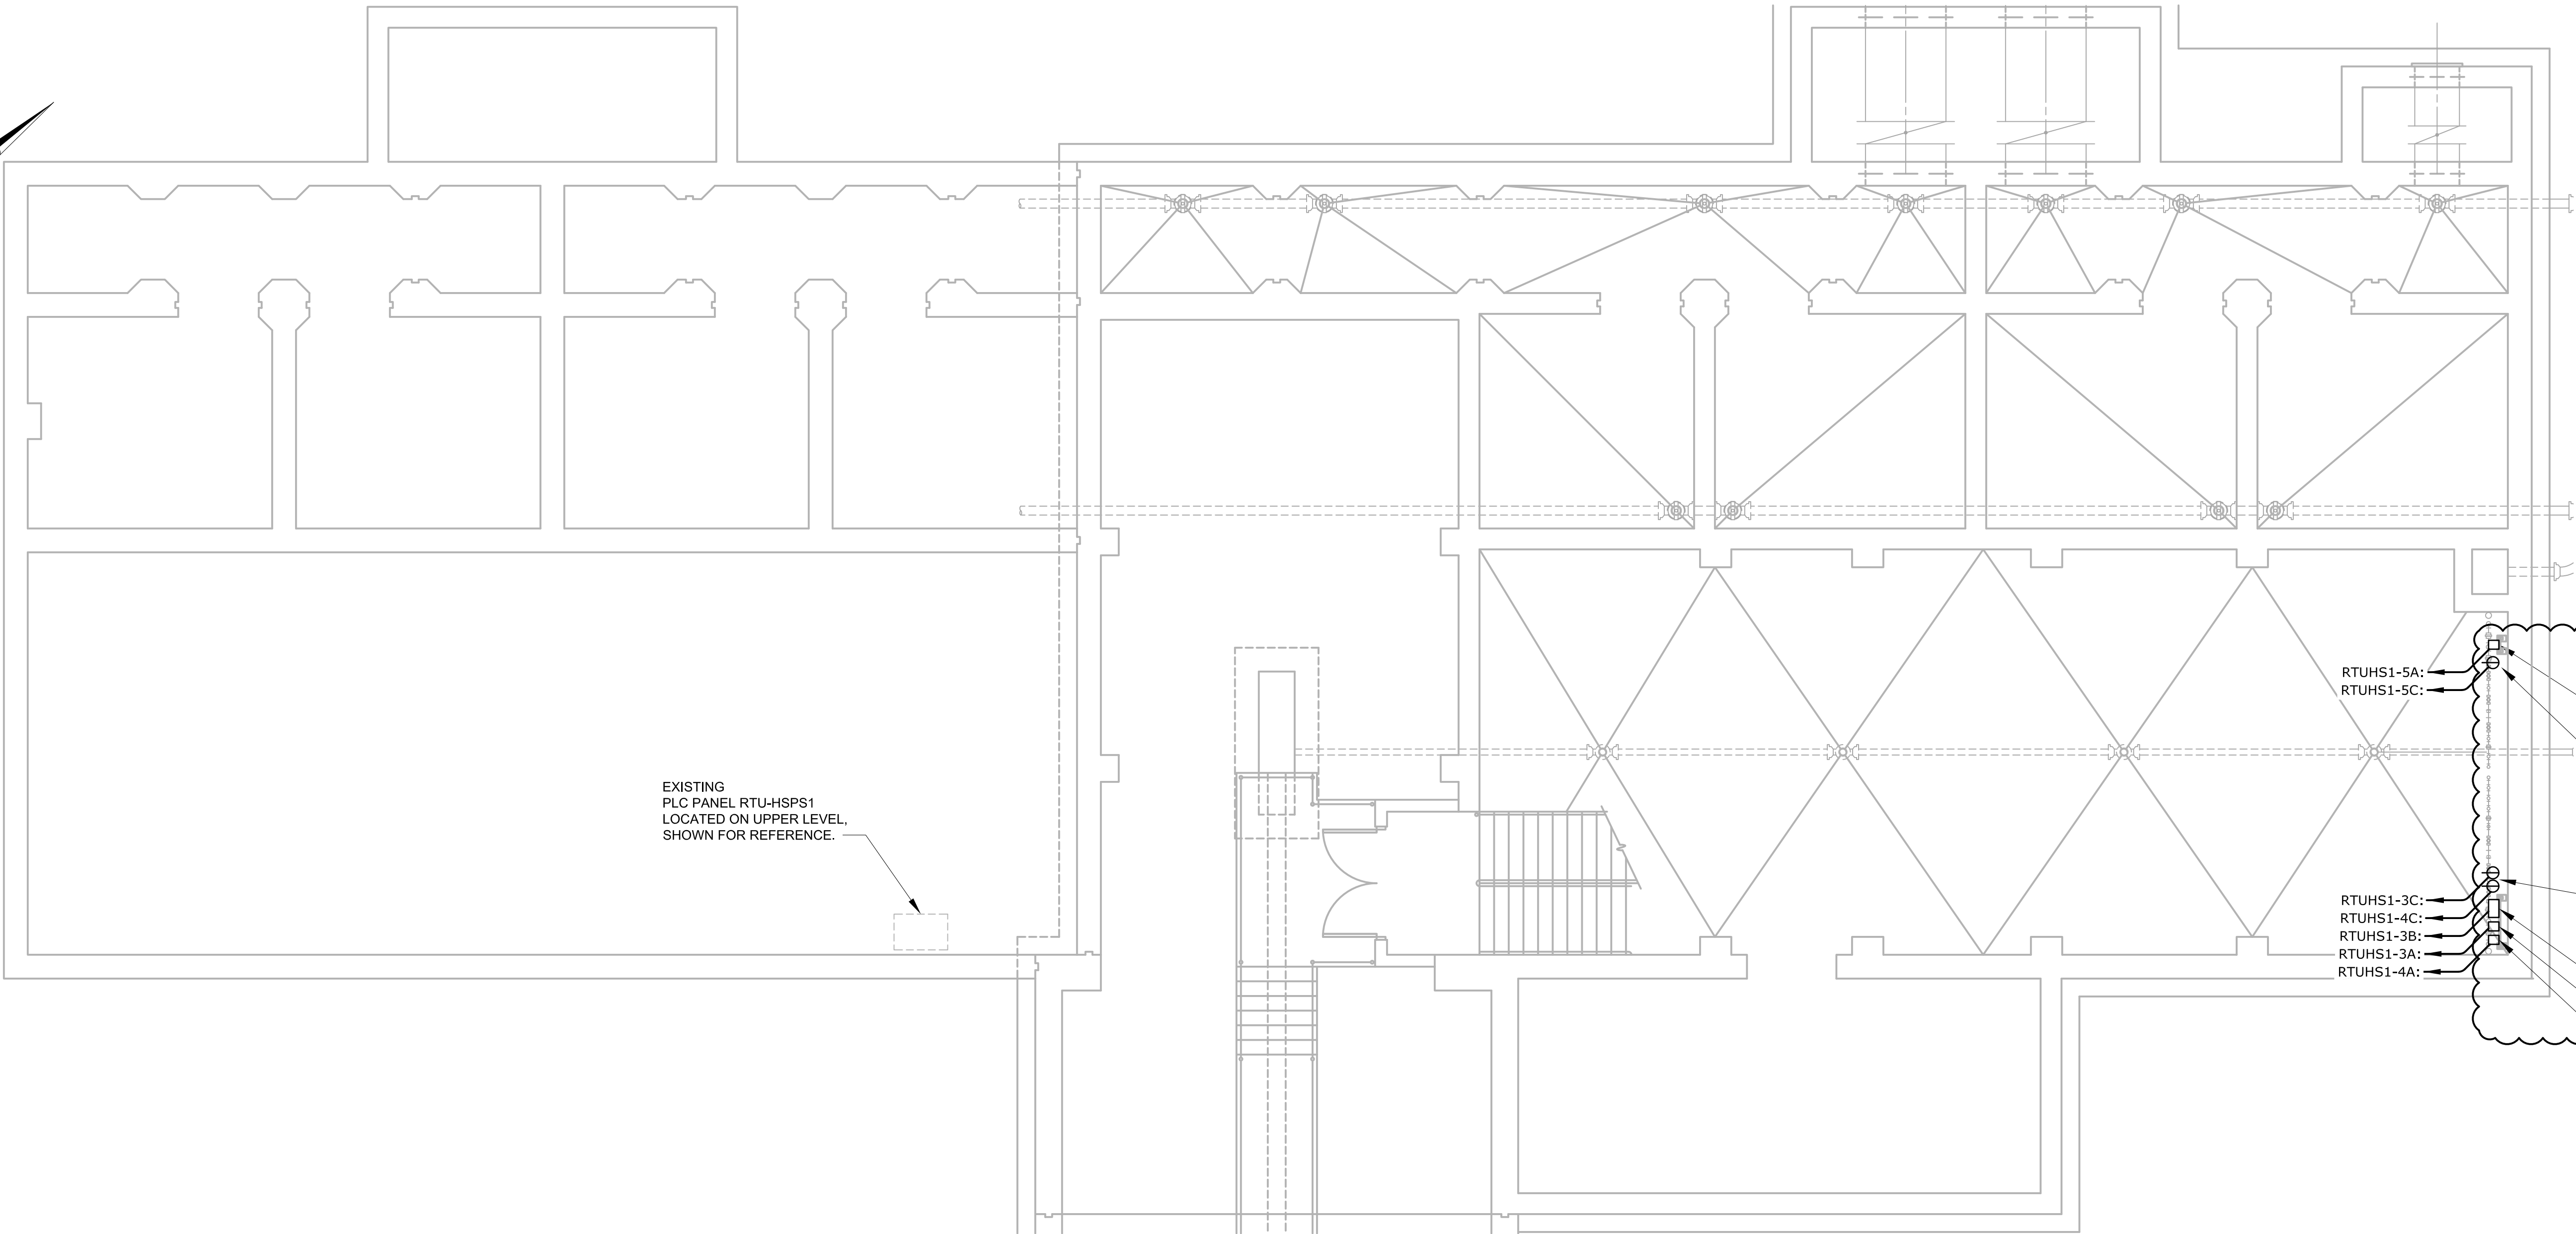 RTUHS1-5A:
RTUHS1-5C:
EXISTING
PLC PANEL RTU-HSPS1
LOCATED ON UPPER LEVEL,
SHOWN FOR REFERENCE.
RTUHS1-3C:
RTUHS1-4C:
RTUHS1-3B:
RTUHS1-3A:
RTUHS1-4A: